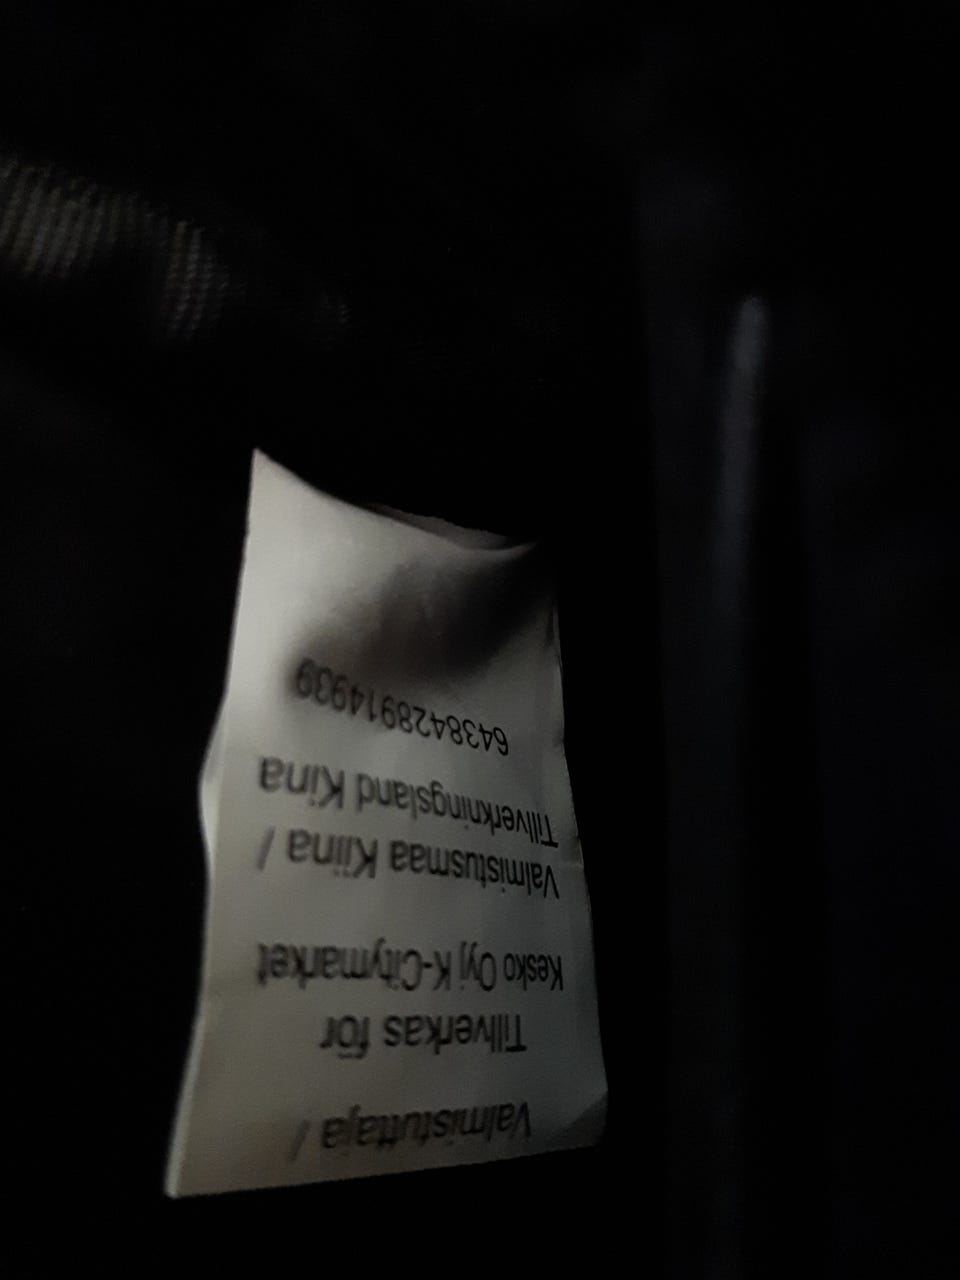 Valmistuttaja /
Tillverkas för
Kesko Oyj K-Citymarket
Valmistusmaa Kiina /
Tillverkningsland Kina
6438428914939